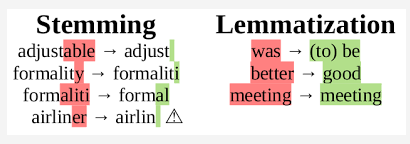 Stemming
adjustable → adjust
formality → formaliti
formaliti → formal
airliner → airlin ⚠
Lemmatization
was → (to) be
better → good
meeting → meeting